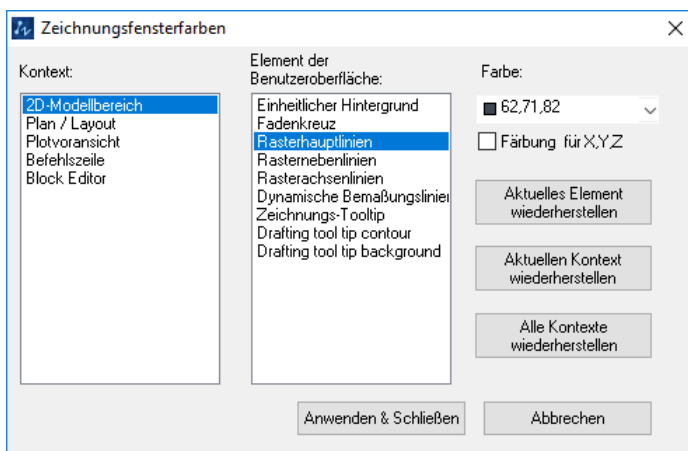 Zeichnungsfensterfarben
Kontext:
2D-Modellbereich
Plan / Layout
Plotvoransicht
Befehlszeile
Block Editor
Element der
Benutzeroberfläche:
Einheitlicher Hintergrund
Fadenkreuz
Rasterhauptlinien
Rasternebenlinien
Rasterachsenlinien
Dynamische Bemaßungslinien
Zeichnungs-Tooltip
Drafting tool tip contour
Drafting tool tip background
Farbe:
62,71,82
Färbung für X,Y,Z
Aktuelles Element
wiederherstellen
Aktuellen Kontext
wiederherstellen
Alle Kontexte
wiederherstellen
Anwenden & Schließen
Abbrechen